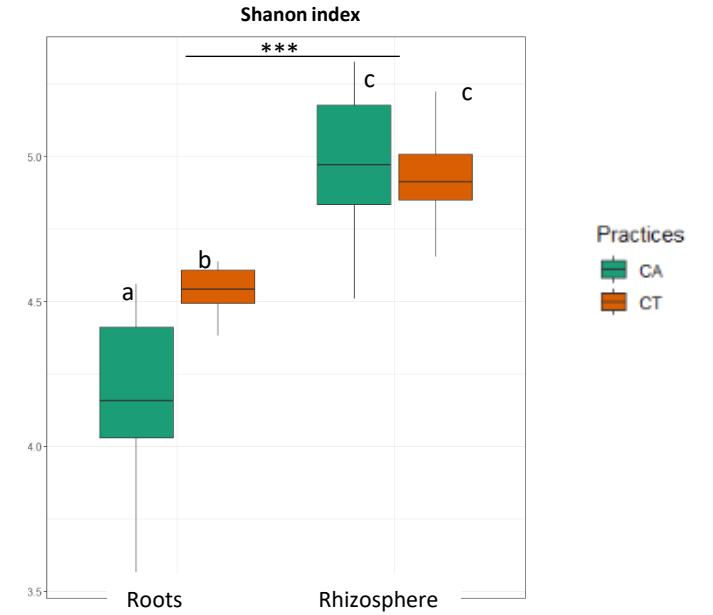 Shanon index
***
c
c
5.0
Practices
b
CA
a
CT
4.5
4.0
3.5
Roots
Rhizosphere